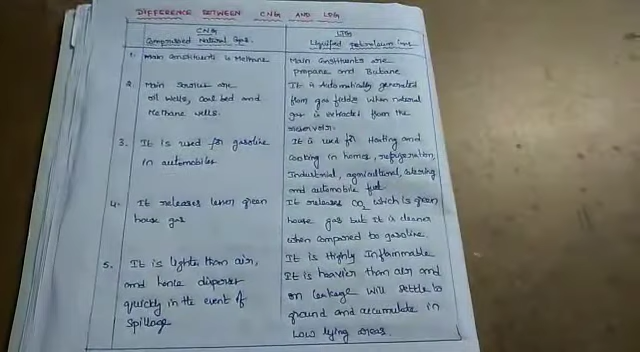 DIFFERENCE BETWEEN CNG AND LPG
CNG
Compressed Natural Gas.
LPG
Liquified petroleum
1. Main Constituents is Methane
Main Constituents are
propane and Butane
2. Main Sources are
oil wells, Coal bed and
Methane wells.
It is Automatically generated
from gas fields when natural
gas is extracted from the
reservoir.
3. It is used for gasoline
in automobiles
It is used for Heating and
Cooking in homes, refrigeration,
Industrial, agricultural, catering
and automobile fuel
4. It releases lesser green
house gas
It releases CO2 which is green
house gas but it is cleaner
when compared to gasoline
5. It is lighter than air,
and hence disperses
quickly in the event of
Spillage
It is Highly Inflammable
It is heavier than air and
on leakage will settle to
ground and accumulate in
Low lying areas.